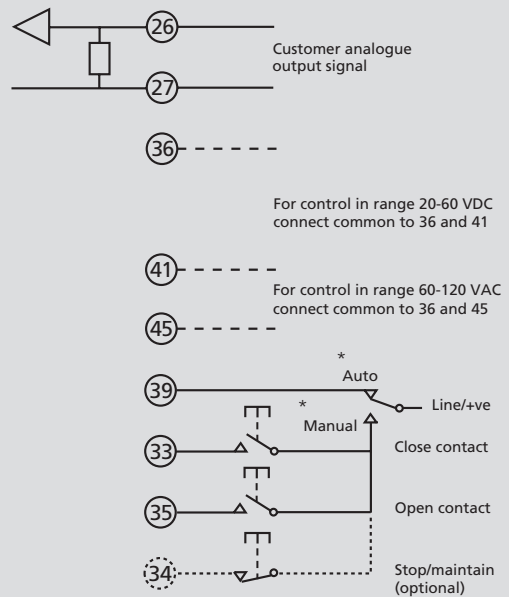 26
Customer analogue
output signal
27
36
For control in range 20-60 VDC
connect common to 36 and 41
41
For control in range 60-120 VAC
connect common to 36 and 45
45
*
Auto
39
Line/+ve
*
Manual
33
Close contact
35
Open contact
34
Stop/maintain
(optional)